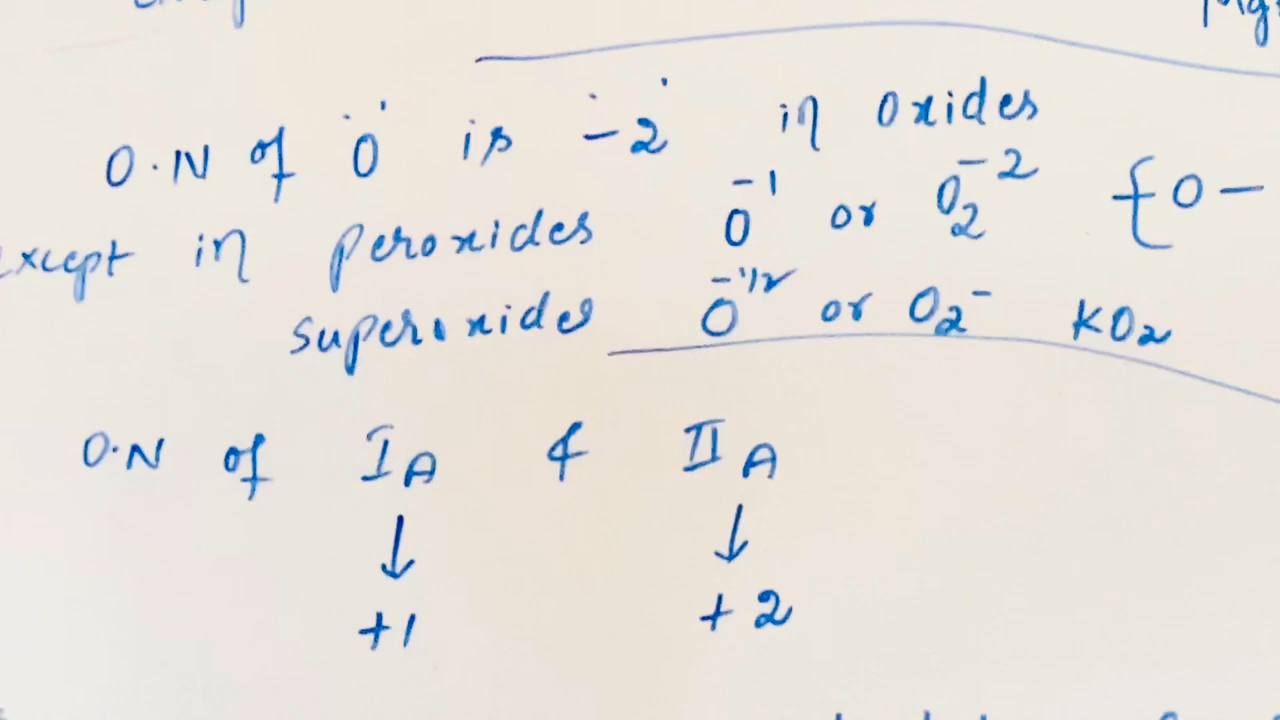 O.N of 'O' is '-2' in oxides
except in peroxides O⁻¹ or O₂⁻² {O –
superoxides O⁻¹/² or O₂⁻ KO₂
O.N of IA & IIA
↓ ↓
+1 +2